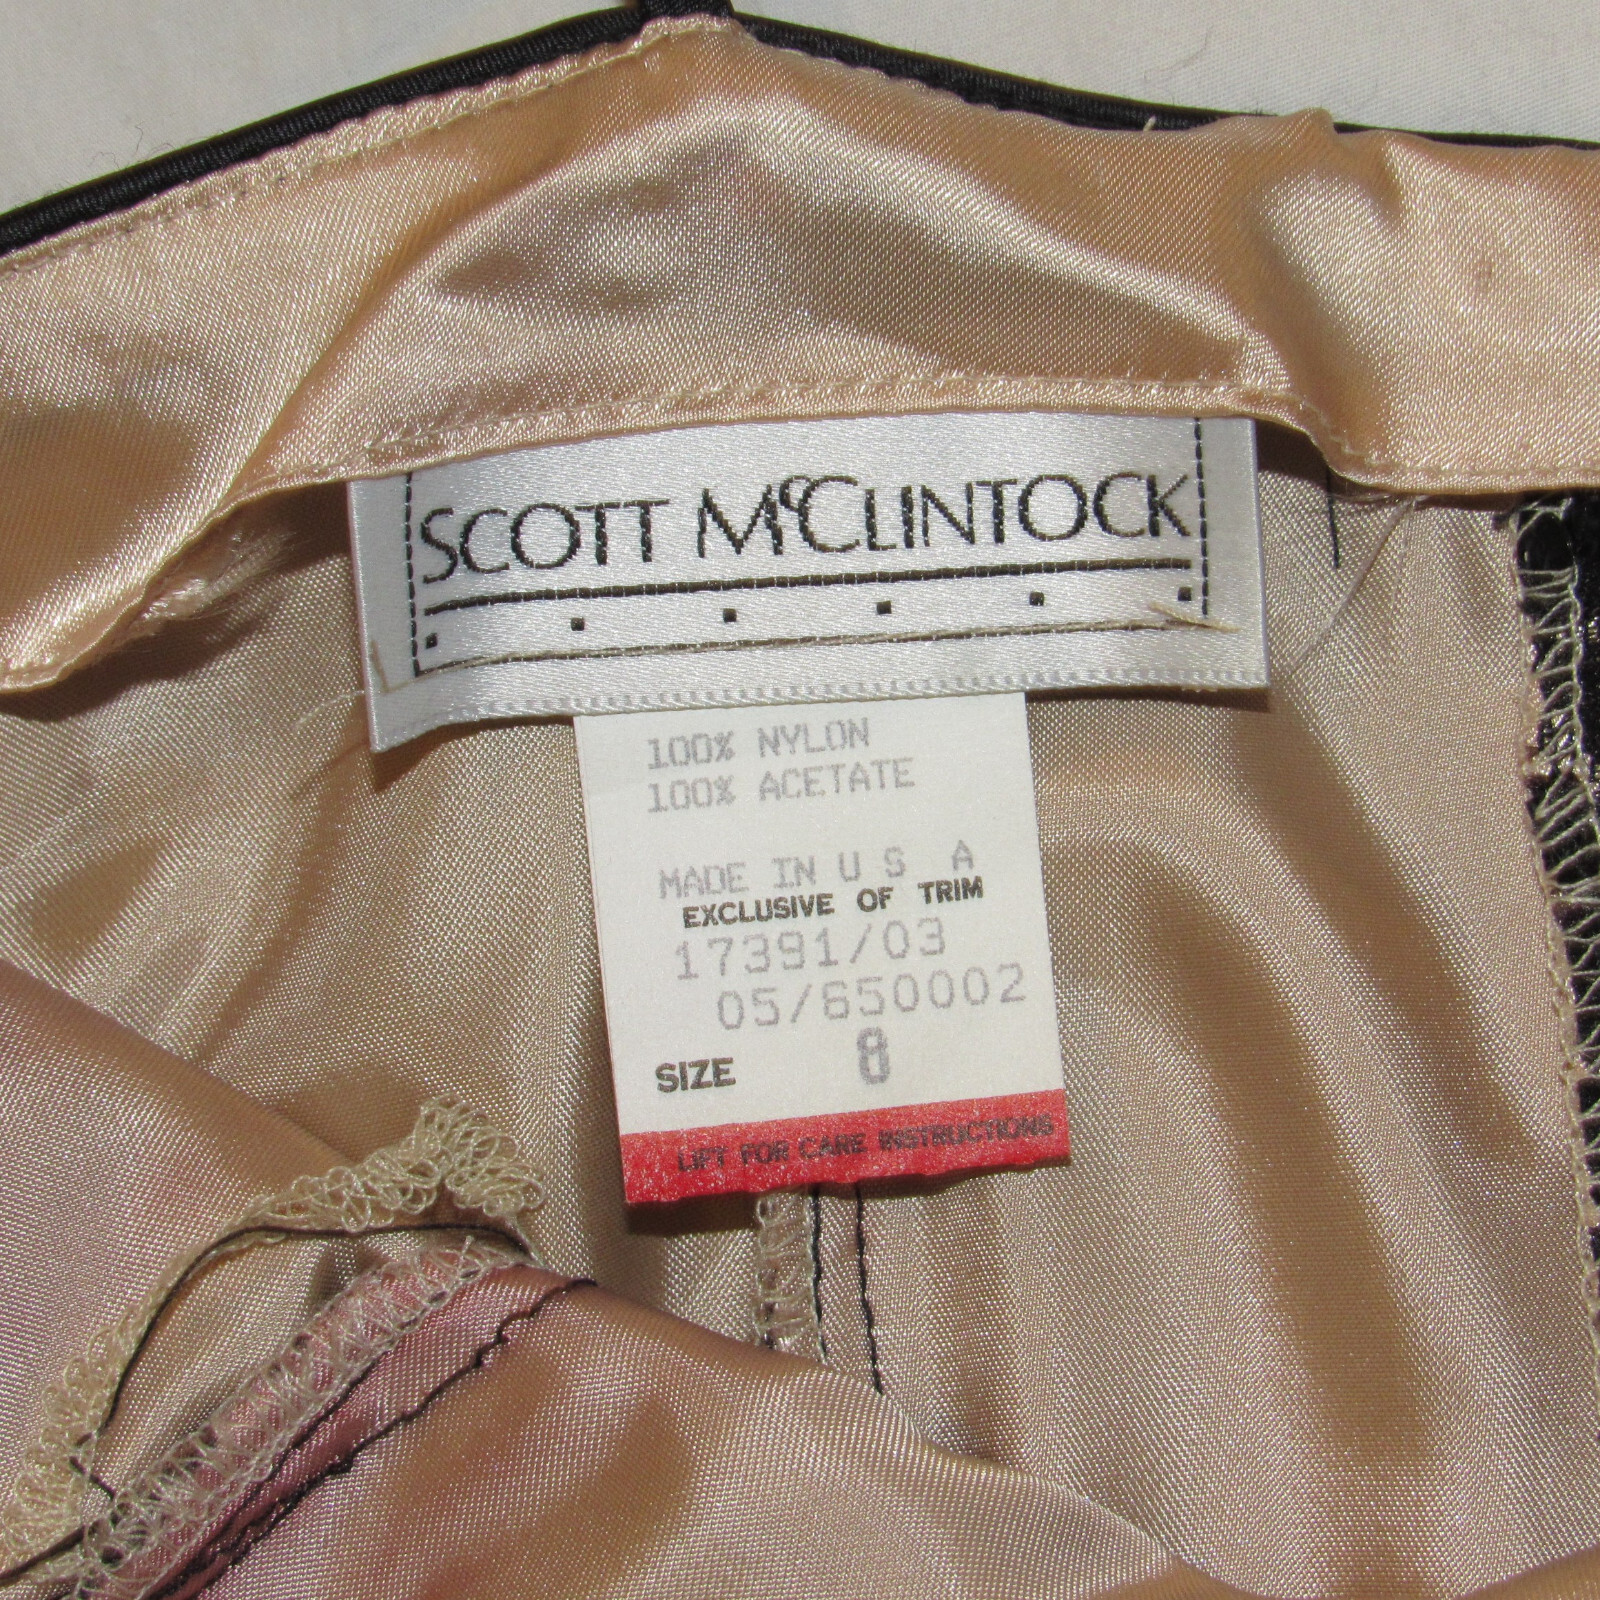 SCOTT McCLINTOCK
100% NYLON
100% ACETATE
MADE IN U S A
EXCLUSIVE OF TRIM
17391/03
05/650002
SIZE 8
LIFT FOR CARE INSTRUCTIONS